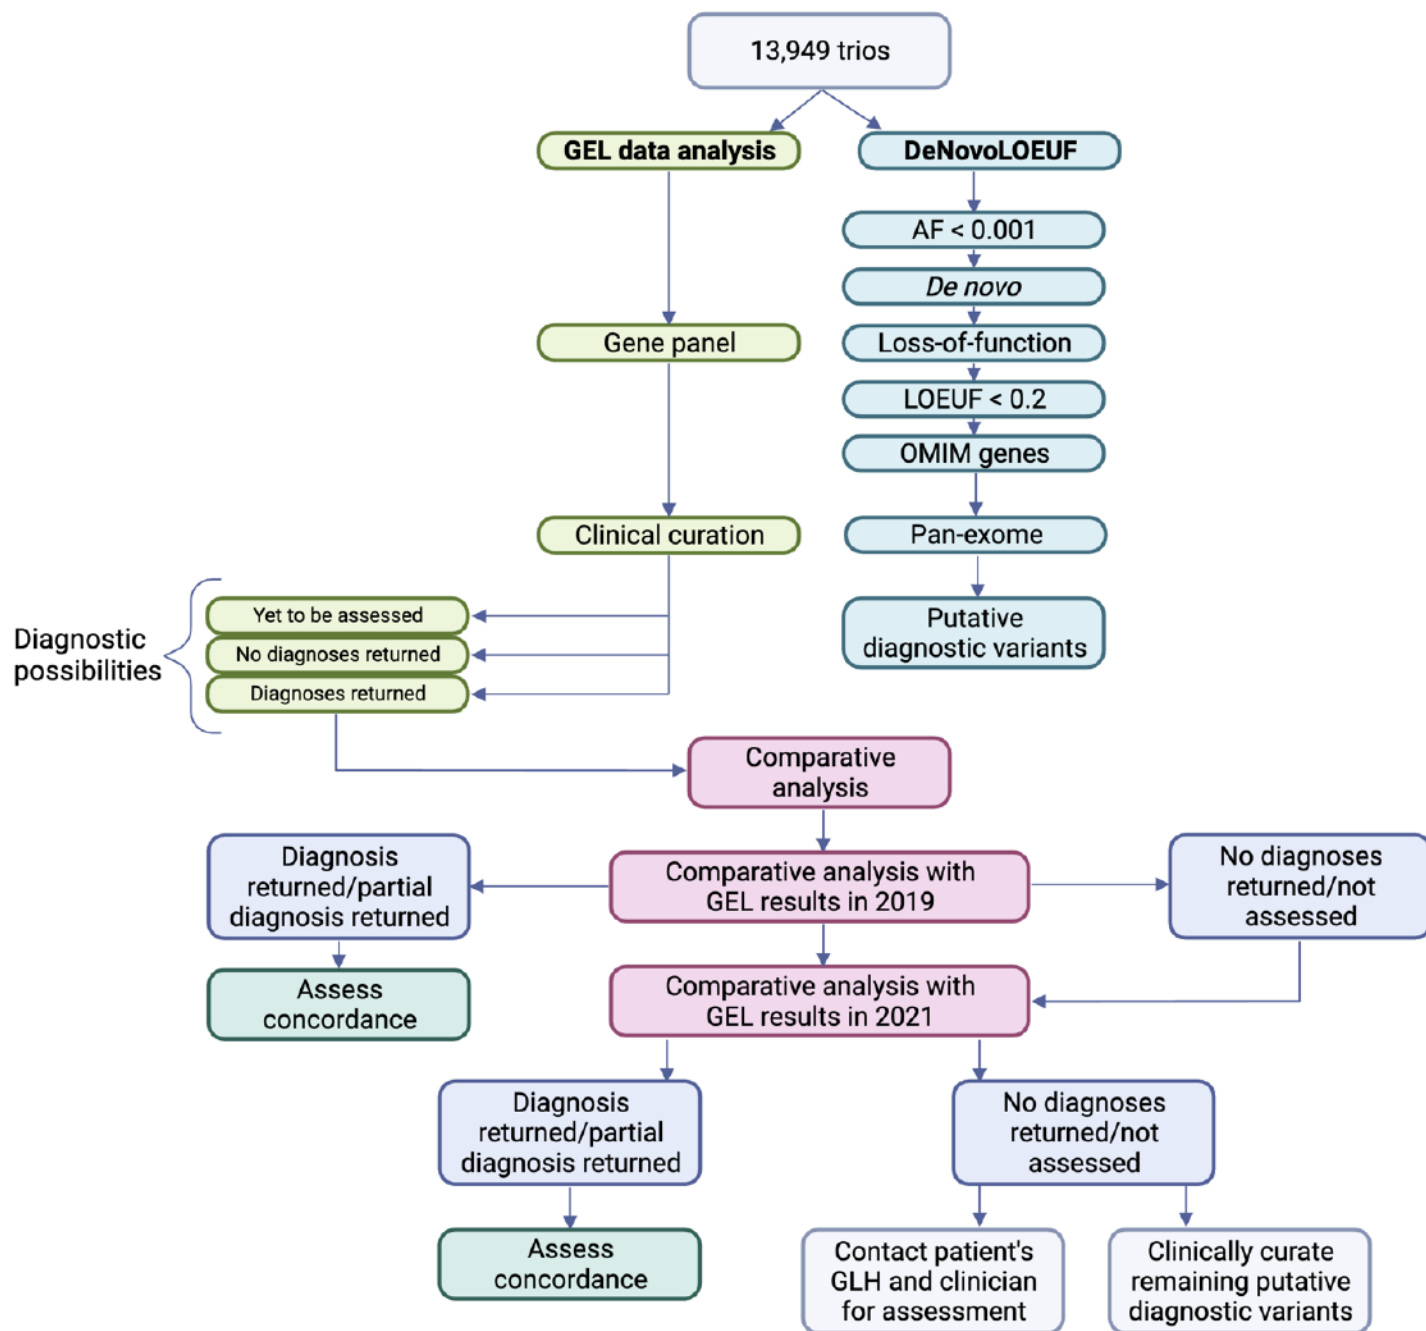 13,949 trios
GEL data analysis
DeNovoLOEUF
AF < 0.001
De novo
Loss-of-function
LOEUF < 0.2
OMIM genes
Gene panel
Clinical curation
Pan-exome
Putative
diagnostic variants
Diagnostic
possibilities
Yet to be assessed
No diagnoses returned
Diagnoses returned
Comparative
analysis
Diagnosis
returned/partial
diagnosis returned
Comparative analysis with
GEL results in 2019
No diagnoses
returned/not
assessed
Assess
concordance
Comparative analysis with
GEL results in 2021
Diagnosis
returned/partial
diagnosis returned
No diagnoses
returned/not
assessed
Assess
concordance
Contact patient's
GLH and clinician
for assessment
Clinically curate
remaining putative
diagnostic variants